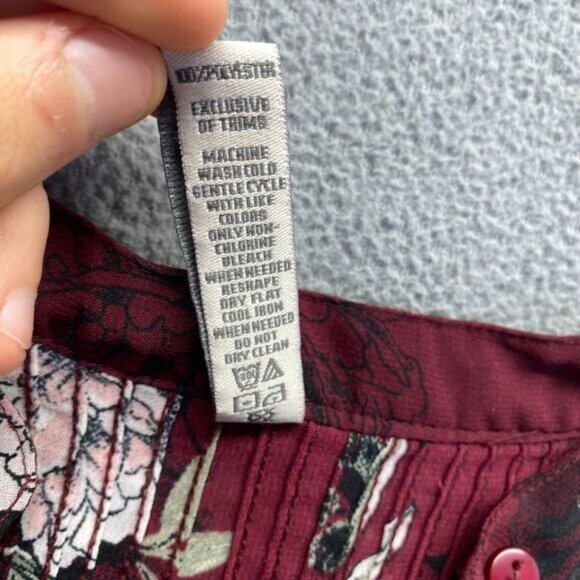 100%POLYESTER
EXCLUSIVE
OF TRIMS
MACHINE
WASH COLD
GENTLE CYCLE
WITH LIKE
COLORS
ONLY NON-
CHLORINE
BLEACH
WHEN NEEDED
RESHAPE
DRY FLAT
COOL IRON
WHEN NEEDED
DO NOT
DRY CLEAN